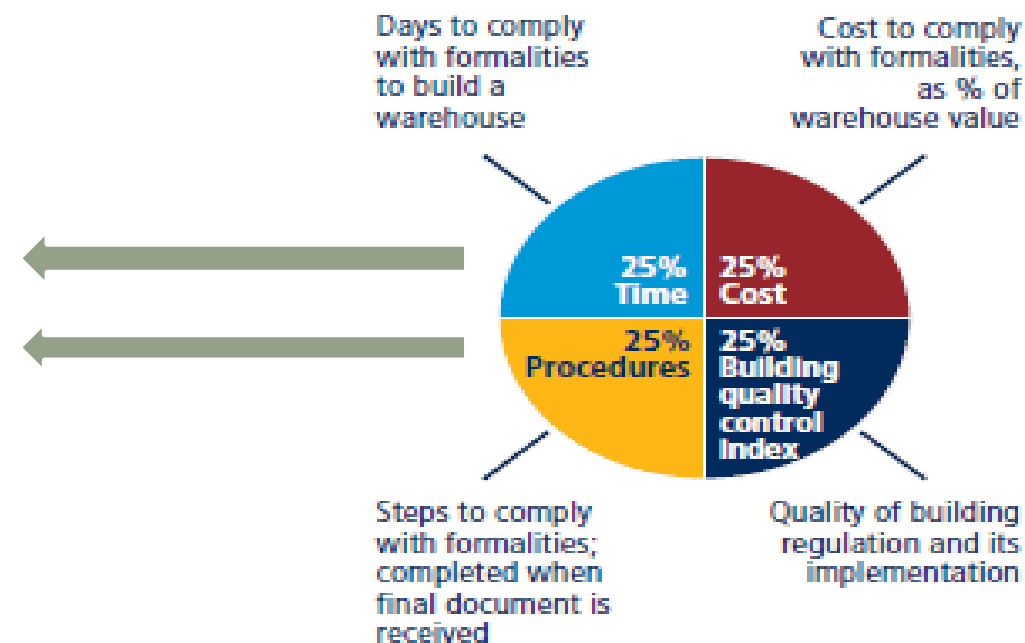 Days to comply
with formalities
to build a
warehouse
Cost to comply
with formalities,
as % of
warehouse value
25%
Time
25%
Cost
25%
Procedures
25%
Building
quality
control
index
Steps to comply
with formalities;
completed when
final document is
received
Quality of building
regulation and its
implementation